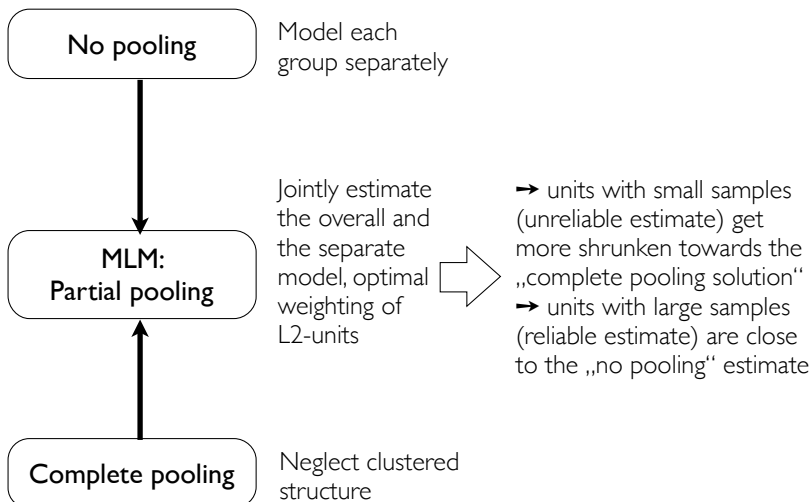 No pooling
Model each
group separately
MLM:
Partial pooling
Jointly estimate
the overall and
the separate
model, optimal
weighting of
L2-units
➙ units with small samples
(unreliable estimate) get
more shrunken towards the
„complete pooling solution“
➙ units with large samples
(reliable estimate) are close
to the „no pooling“ estimate
Complete pooling
Neglect clustered
structure